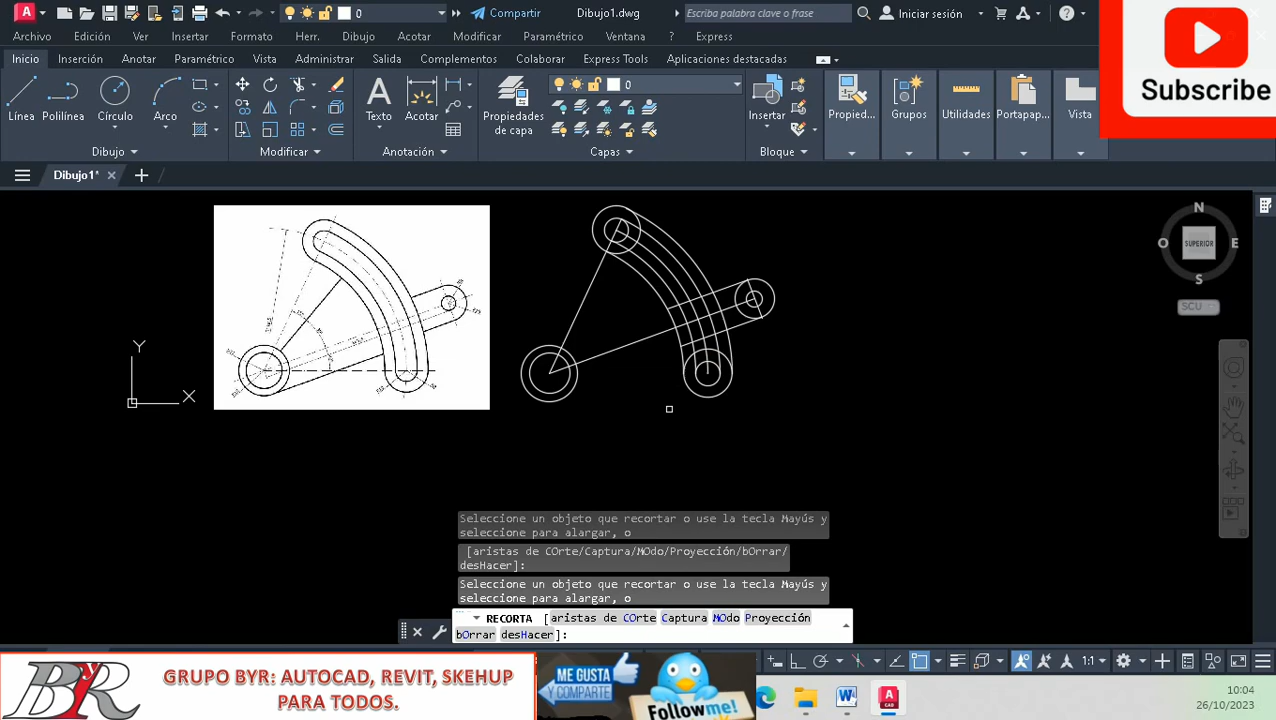 CAD
Compartir
Dibujo1.dwg
Escriba palabra clave o frase
Iniciar sesión
Archivo Edición Ver Insertar Formato Herr. Dibujo Acotar Modificar Paramétrico Ventana ? Express
Inicio Inserción Anotar Paramétrico Vista Administrar Salida Complementos Colaborar Express Tools Aplicaciones destacadas
Subscribe
Línea Polilínea Círculo Arco
Texto Acotar
Propiedades
de capa
0
Insertar
Propied...
Grupos
Utilidades
Portapap...
Vista
Dibujo Modificar Anotación Capas Bloque
Dibujo1*
N
O SUPERIOR E
S
SCU
Y
X
Seleccione un objeto que recortar o use la tecla Mayús y
seleccione para alargar, o
[aristas de COrte/Captura/MOdo/Proyección/bOrrar/
desHacer]:
Seleccione un objeto que recortar o use la tecla Mayús y
seleccione para alargar, o
RECORTA [aristas de COrte Captura MOdo Proyección
bOrrar desHacer]:
1:1
ByR
GRUPO BYR: AUTOCAD, REVIT, SKEHUP
PARA TODOS.
ME GUSTA
Y COMPARTE
Follow me!
10:04
26/10/2023